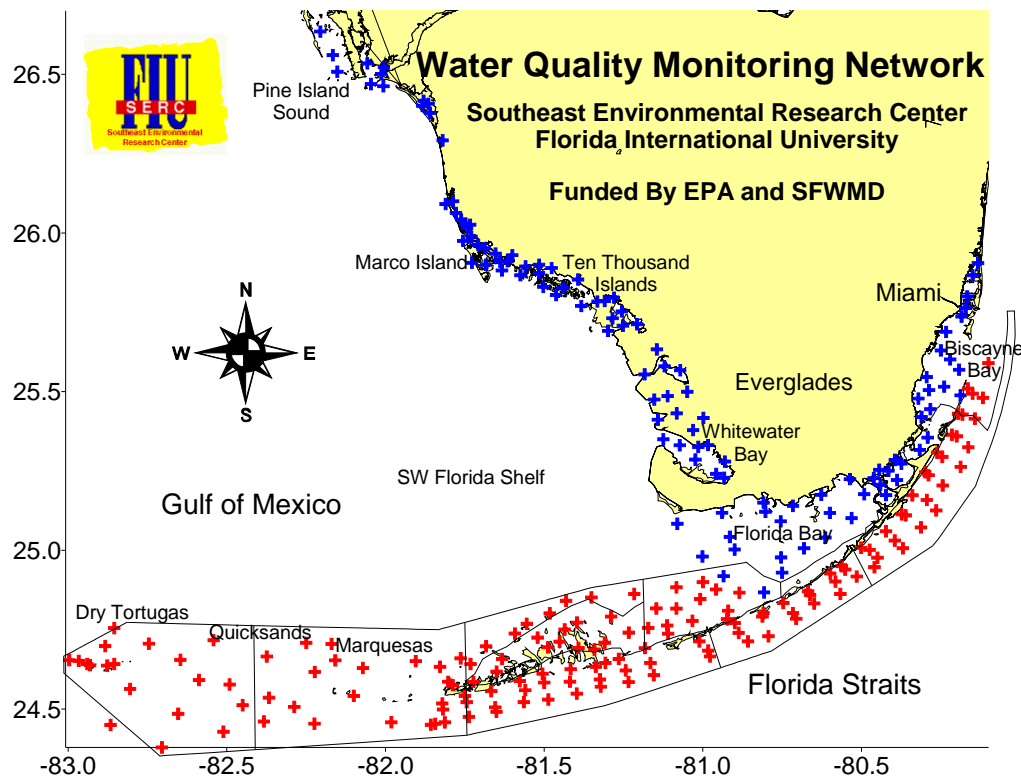 Water Quality Monitoring Network
Southeast Environmental Research Center
Florida International University
Funded By EPA and SFWMD
FIU
SERC
Southeast Environmental
Research Center
Pine Island
Sound
Marco Island
Ten Thousand
Islands
Miami
Biscayne
Bay
Everglades
Whitewater
Bay
N
W
E
S
SW Florida Shelf
Gulf of Mexico
Florida Bay
Dry Tortugas
Quicksands
Marquesas
Florida Straits
26.5
26.0
25.5
25.0
24.5
-83.0
-82.5
-82.0
-81.5
-81.0
-80.5